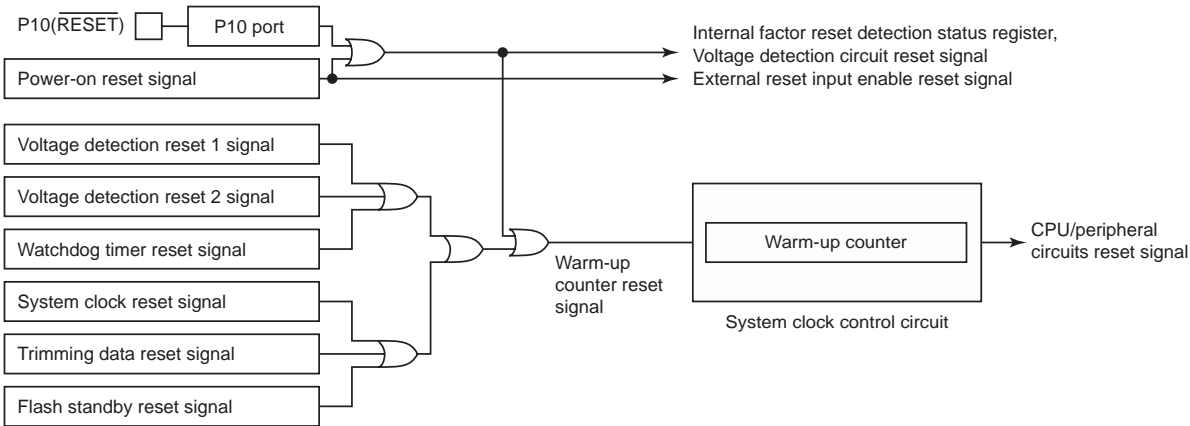 P10(RESET)
P10 port
Power-on reset signal
Internal factor reset detection status register,
Voltage detection circuit reset signal
External reset input enable reset signal
Voltage detection reset 1 signal
Voltage detection reset 2 signal
Watchdog timer reset signal
System clock reset signal
Trimming data reset signal
Flash standby reset signal
Warm-up
counter reset
signal
Warm-up counter
System clock control circuit
CPU/peripheral
circuits reset signal